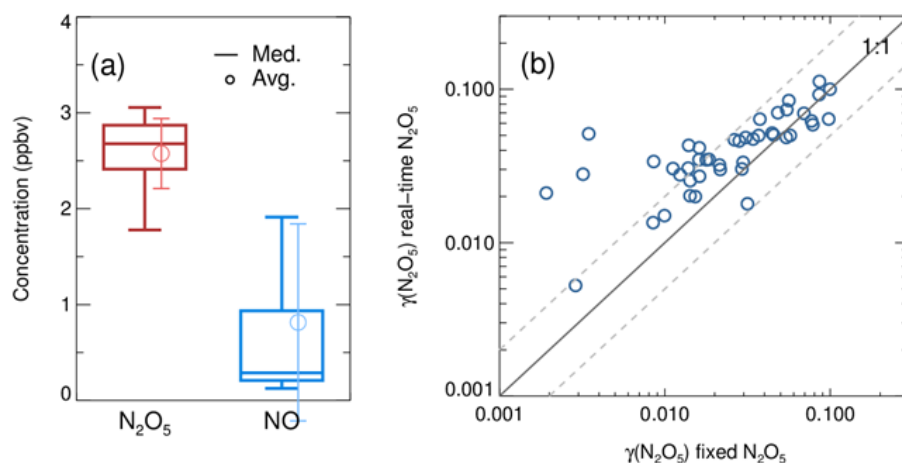 (a)
— Med.
○ Avg.
Concentration (ppbv)
4
3
2
1
0
N₂O₅
NO
(b)
1:1
γ(N₂O₅) real−time N₂O₅
0.100
0.010
0.001
0.001
0.010
0.100
γ(N₂O₅) fixed N₂O₅